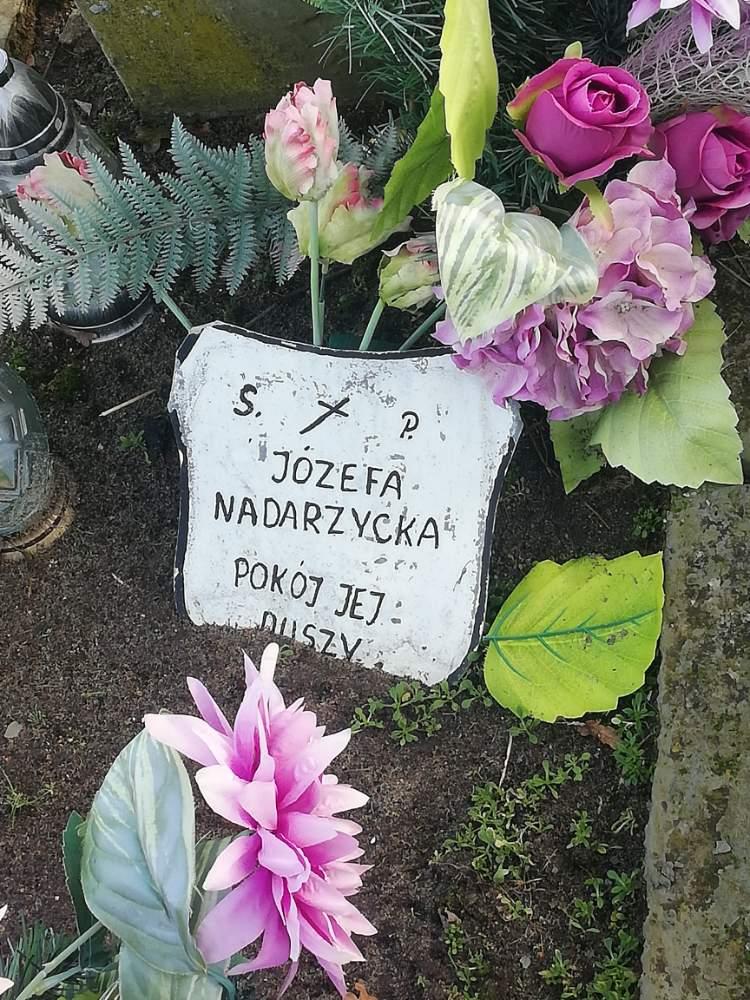 S. P.
JÓZEFA
NADARZYCKA
POKÓJ JEJ
DUSZY